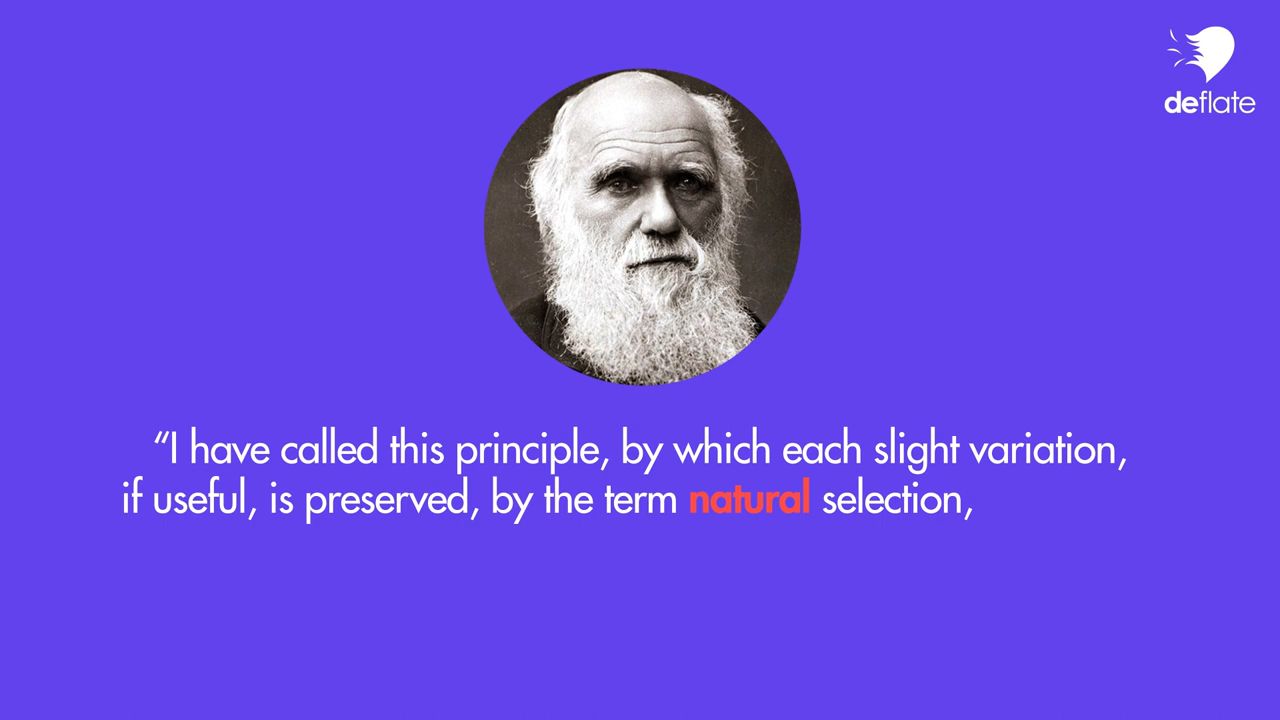 deflate
“I have called this principle, by which each slight variation,
if useful, is preserved, by the term natural selection,